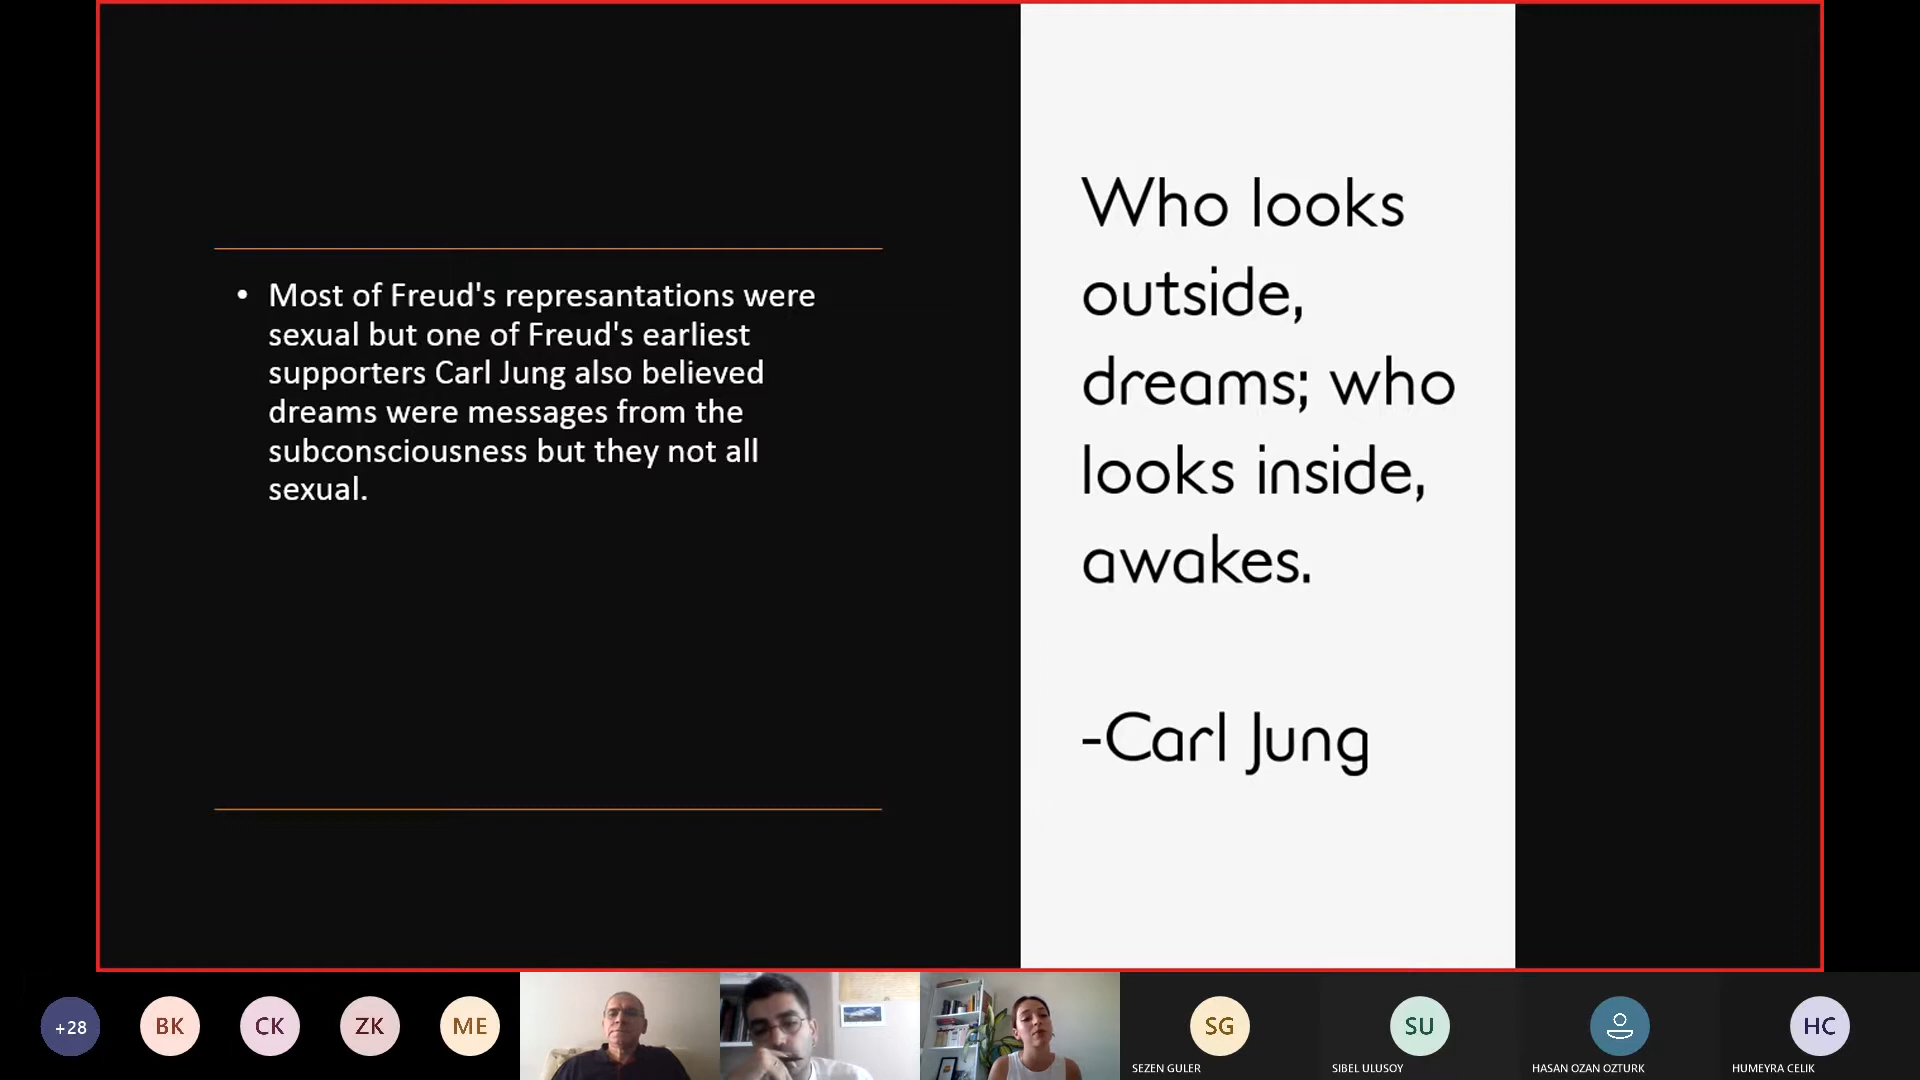 • Most of Freud's represantations were
sexual but one of Freud's earliest
supporters Carl Jung also believed
dreams were messages from the
subconsciousness but they not all
sexual.
Who looks
outside,
dreams; who
looks inside,
awakes.
-Carl Jung
+28
BK
CK
ZK
ME
SG
SEZEN GULER
SU
SIBEL ULUSOY
HASAN OZAN OZTURK
HC
HUMEYRA CELIK